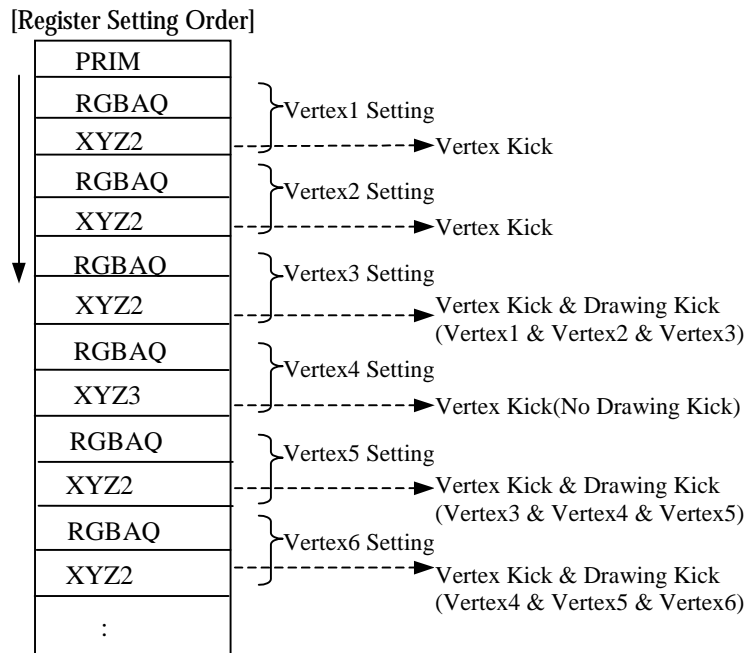 [Register Setting Order]
PRIM
RGBAQ
Vertex1 Setting
XYZ2
Vertex Kick
RGBAQ
Vertex2 Setting
XYZ2
Vertex Kick
RGBAQ
Vertex3 Setting
XYZ2
Vertex Kick & Drawing Kick
(Vertex1 & Vertex2 & Vertex3)
RGBAQ
Vertex4 Setting
XYZ3
Vertex Kick(No Drawing Kick)
RGBAQ
Vertex5 Setting
XYZ2
Vertex Kick & Drawing Kick
(Vertex3 & Vertex4 & Vertex5)
RGBAQ
Vertex6 Setting
XYZ2
Vertex Kick & Drawing Kick
(Vertex4 & Vertex5 & Vertex6)
: